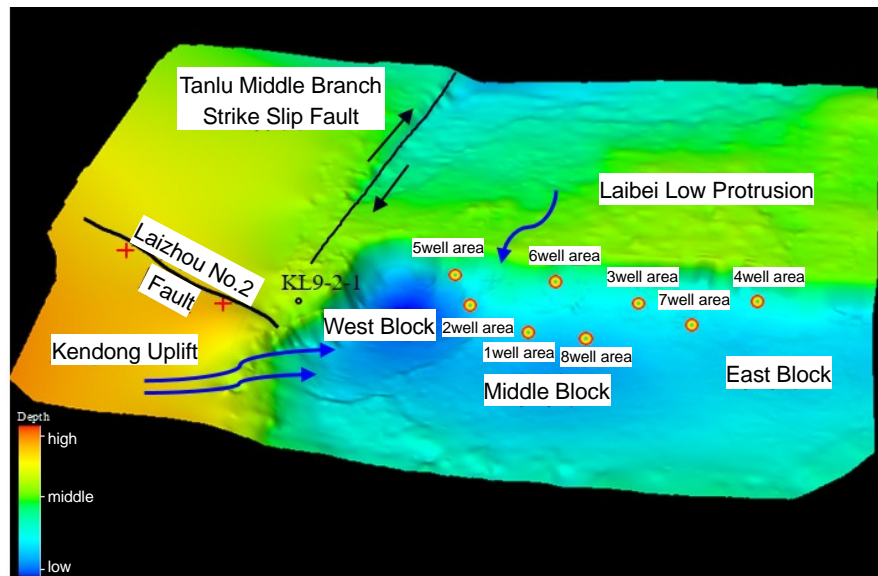 Tanlu Middle Branch
Strike Slip Fault
Laibei Low Protrusion
Laizhou No.2
Fault
KL9-2-1
5well area
6well area
3well area
4well area
7well area
West Block
2well area
1well area
8well area
Kendong Uplift
East Block
Middle Block
Depth
high
middle
low